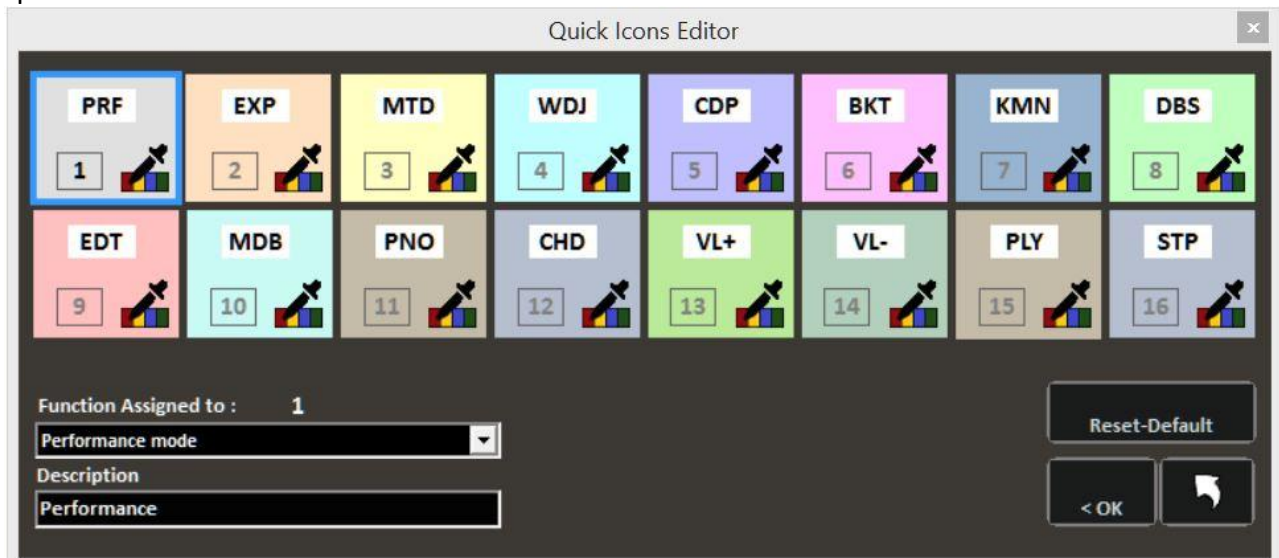 Quick Icons Editor
PRF EXP MTD WDJ CDP BKT KMN DBS
1 2 3 4 5 6 7 8
EDT MDB PNO CHD VL+ VL- PLY STP
9 10 11 12 13 14 15 16
Function Assigned to : 1
Performance mode
Description
Performance
Reset-Default
< OK